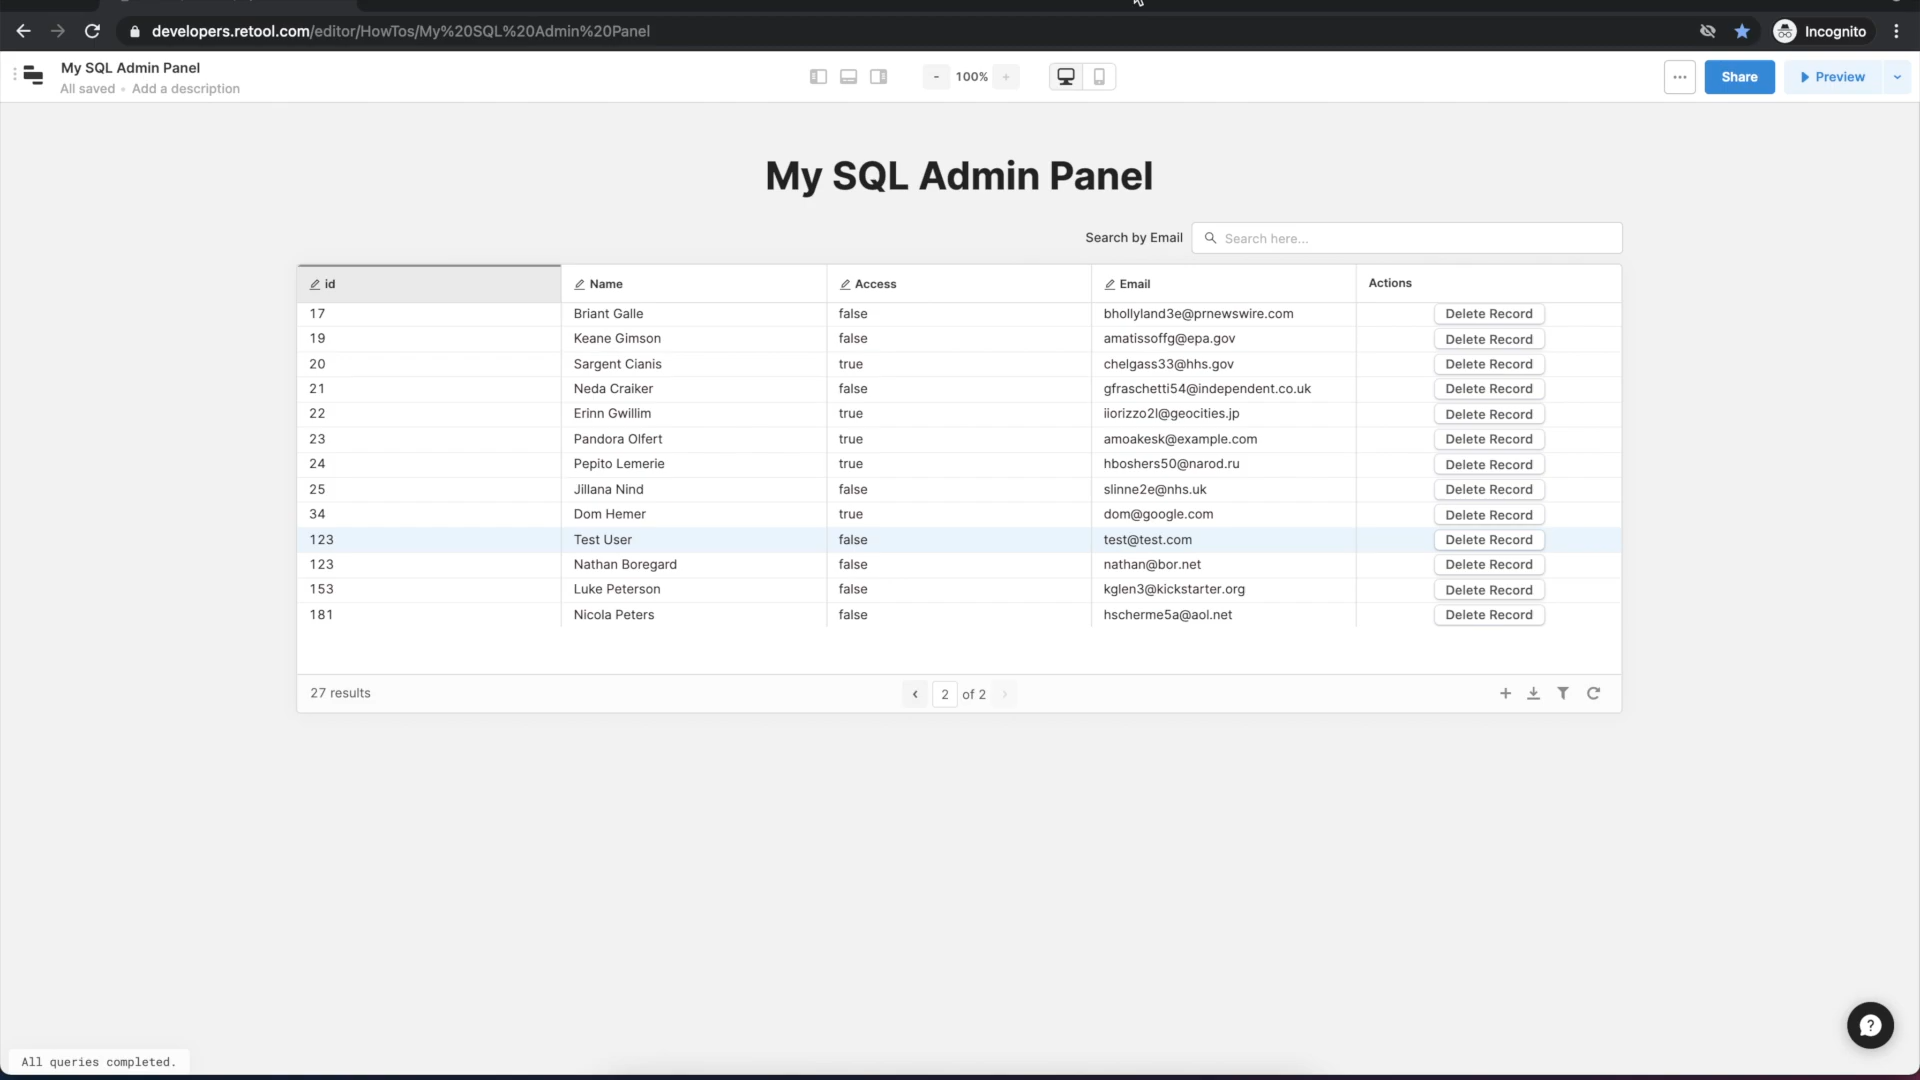 developers.retool.com/editor/HowTos/My%20SQL%20Admin%20Panel
Incognito
My SQL Admin Panel
All saved • Add a description
- 100% +
Share
Preview
My SQL Admin Panel
Search by Email
Search here...
id Name Access Email Actions
17 Briant Galle false bhollyland3e@prnewswire.com Delete Record
19 Keane Gimson false amatissoffg@epa.gov Delete Record
20 Sargent Cianis true chelgass33@hhs.gov Delete Record
21 Neda Craiker false gfraschetti54@independent.co.uk Delete Record
22 Erinn Gwillim true iiorizzo2l@geocities.jp Delete Record
23 Pandora Olfert true amoakesk@example.com Delete Record
24 Pepito Lemerie true hboshers50@narod.ru Delete Record
25 Jillana Nind false slinne2e@nhs.uk Delete Record
34 Dom Hemer true dom@google.com Delete Record
123 Test User false test@test.com Delete Record
123 Nathan Boregard false nathan@bor.net Delete Record
153 Luke Peterson false kglen3@kickstarter.org Delete Record
181 Nicola Peters false hscherme5a@aol.net Delete Record
27 results
2 of 2
All queries completed.